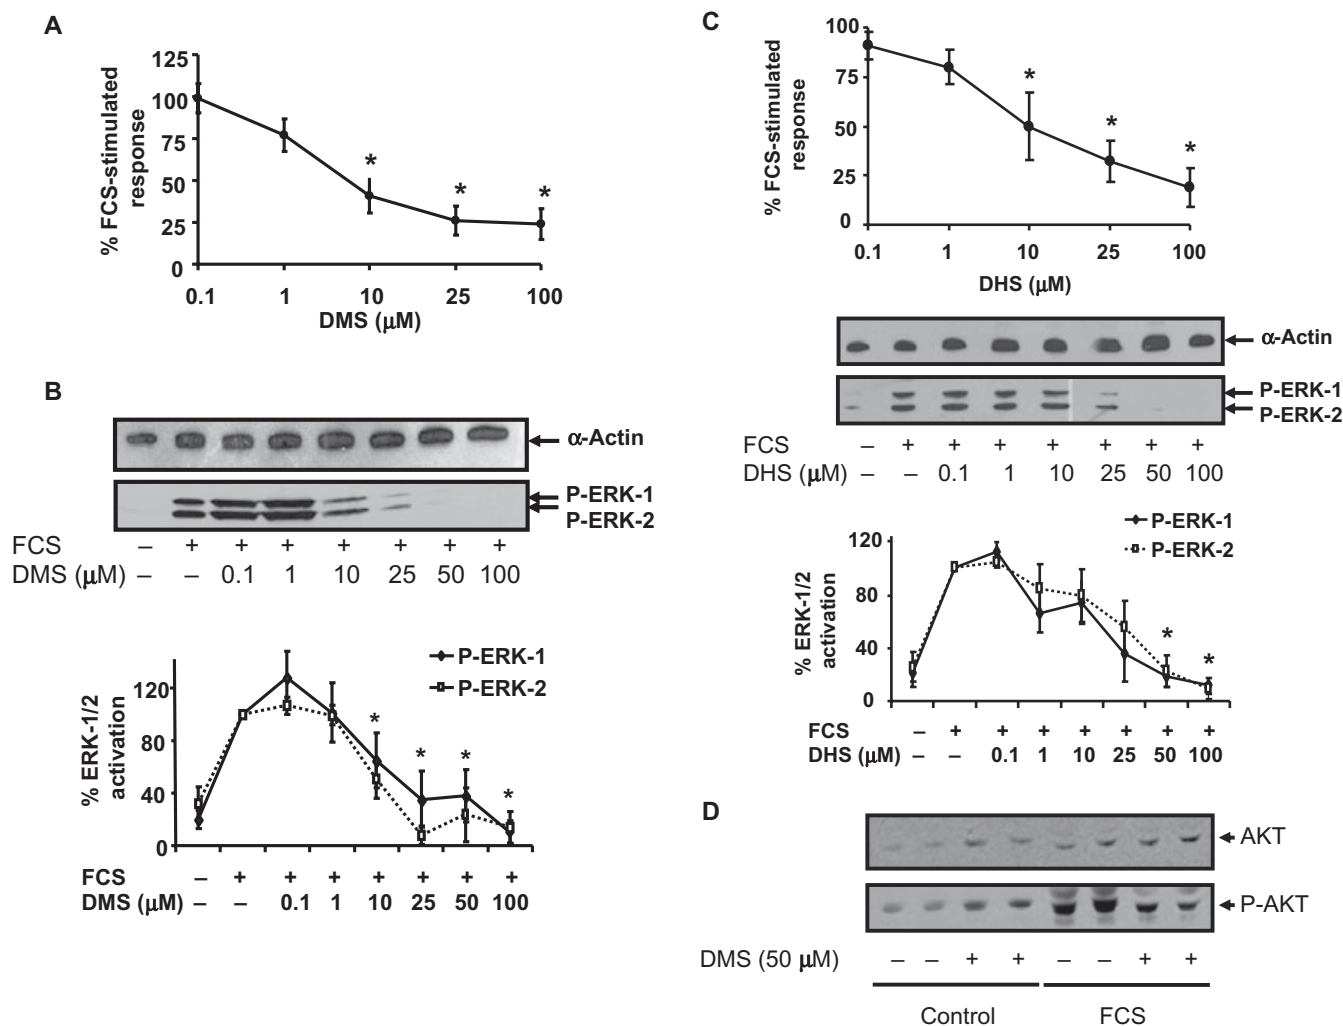 A
% FCS-stimulated
response
125
100
75
50
25
0
* * *
0.1 1 10 25 100
DMS (μM)
B
α-Actin
P-ERK-1
P-ERK-2
FCS – + + + + + + +
DMS (μM) – – 0.1 1 10 25 50 100
P-ERK-1
P-ERK-2
% ERK-1/2
activation
120
80
40
0
* * * *
FCS – + + + + + + +
DMS (μM) – – 0.1 1 10 25 50 100
C
% FCS-stimulated
response
100
75
50
25
0
* * *
0.1 1 10 25 100
DHS (μM)
α-Actin
P-ERK-1
P-ERK-2
FCS – + + + + + + +
DHS (μM) – – 0.1 1 10 25 50 100
P-ERK-1
P-ERK-2
% ERK-1/2
activation
120
80
40
0
* *
FCS – + + + + + + +
DHS (μM) – – 0.1 1 10 25 50 100
D
AKT
P-AKT
DMS (50 μM) – – + + – – + +
Control FCS